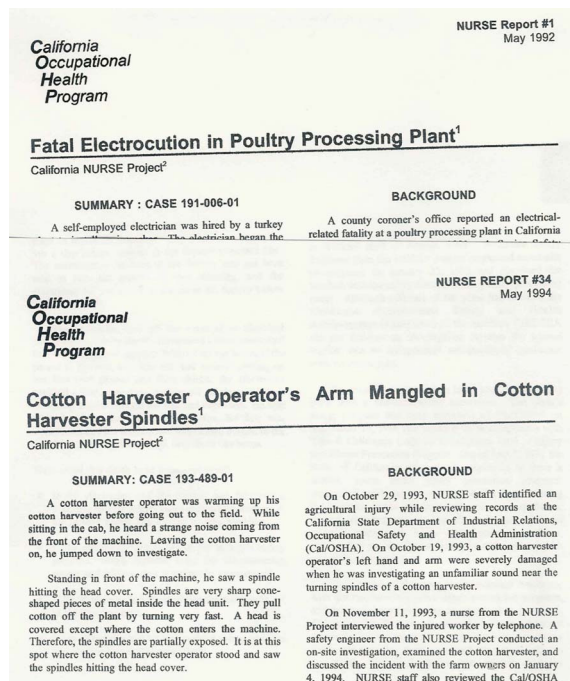 NURSE Report #1
May 1992
California
Occupational
Health
Program
Fatal Electrocution in Poultry Processing Plant1
California NURSE Project2
SUMMARY : CASE 191-006-01
A self-employed electrician was hired by a turkey
The electrician began the
BACKGROUND
A county coroner's office reported an electrical-
related fatality at a poultry processing plant in California
NURSE REPORT #34
May 1994
California
Occupational
Health
Program
Cotton Harvester Operator's Arm Mangled in Cotton
Harvester Spindles1
California NURSE Project2
SUMMARY: CASE 193-489-01
A cotton harvester operator was warming up his
cotton harvester before going out to the field. While
sitting in the cab, he heard a strange noise coming from
the front of the machine. Leaving the cotton harvester
on, he jumped down to investigate.
Standing in front of the machine, he saw a spindle
hitting the head cover. Spindles are very sharp cone-
shaped pieces of metal inside the head unit. They pull
cotton off the plant by turning very fast. A head is
covered except where the cotton enters the machine.
Therefore, the spindles are partially exposed. It is at this
spot where the cotton harvester operator stood and saw
the spindles hitting the head cover.
BACKGROUND
On October 29, 1993, NURSE staff identified an
agricultural injury while reviewing records at the
California State Department of Industrial Relations,
Occupational Safety and Health Administration
(Cal/OSHA). On October 19, 1993, a cotton harvester
operator's left hand and arm were severely damaged
when he was investigating an unfamiliar sound near the
turning spindles of a cotton harvester.
On November 11, 1993, a nurse from the NURSE
Project interviewed the injured worker by telephone. A
safety engineer from the NURSE Project conducted an
on-site investigation, examined the cotton harvester, and
discussed the incident with the farm owners on January
4, 1994. NURSE staff also reviewed the Cal/OSHA